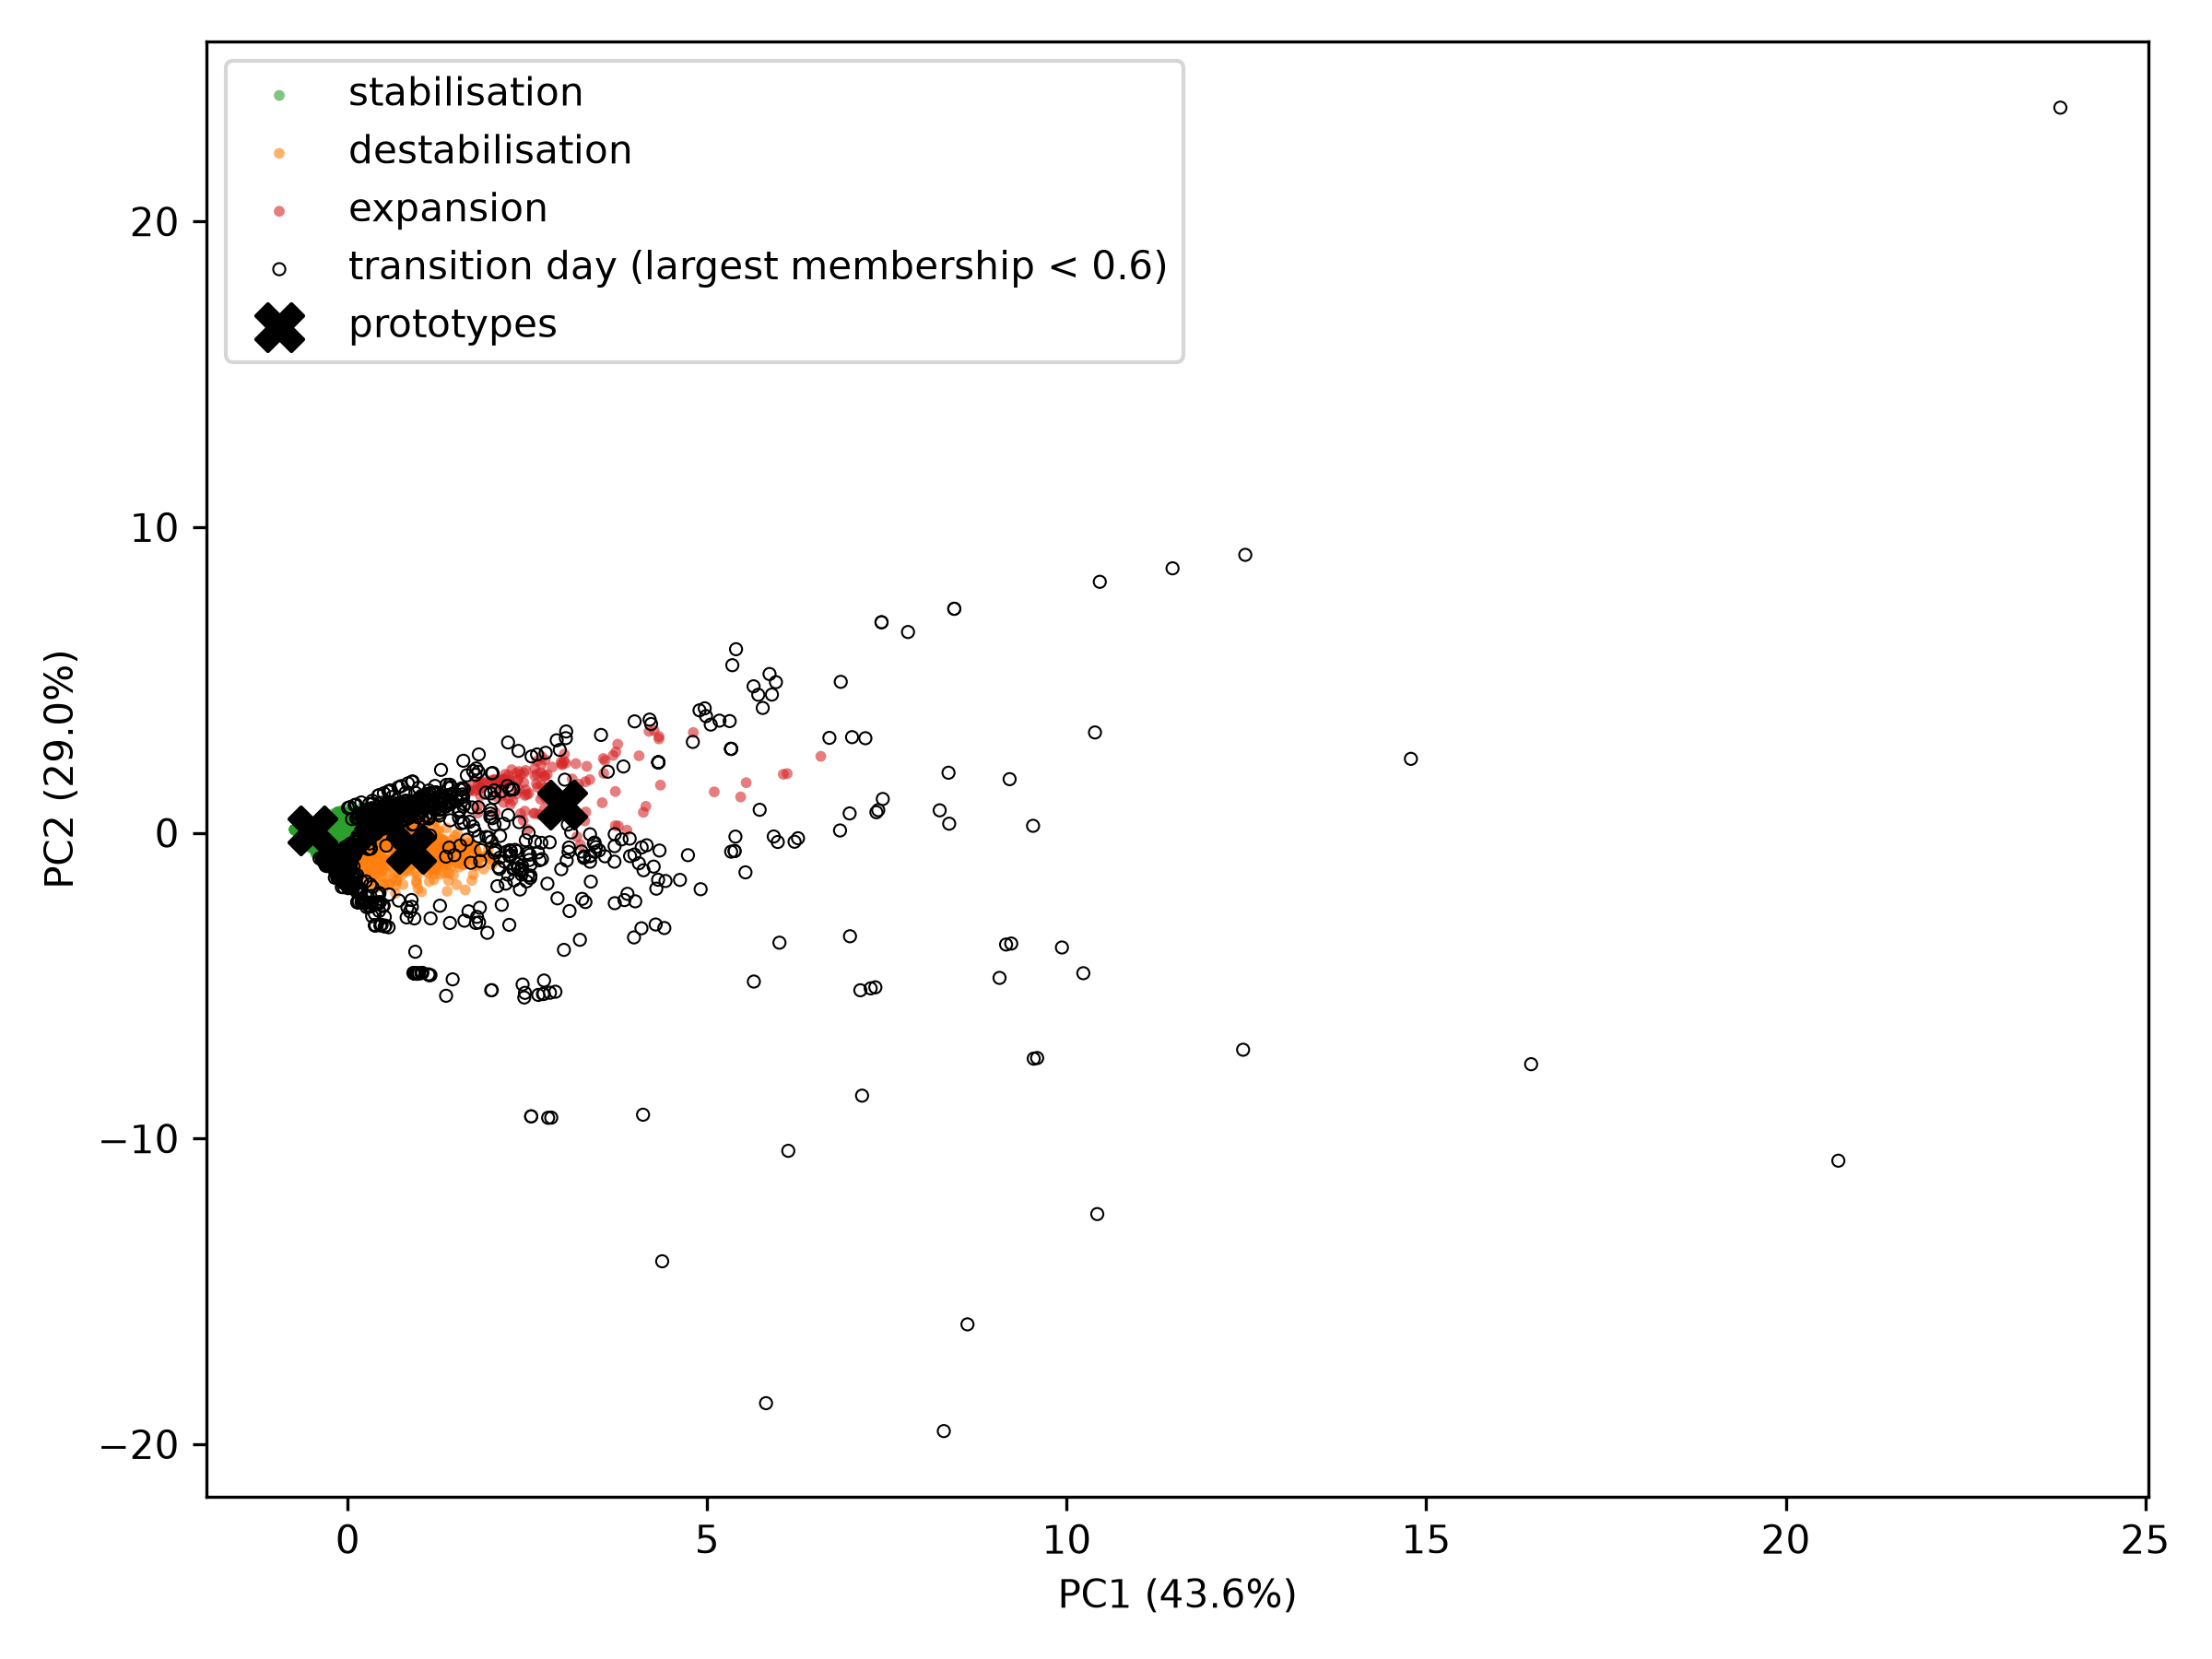 stabilisation
destabilisation
expansion
transition day (largest membership < 0.6)
prototypes
20
10
0
−10
−20
PC2 (29.0%)
0 5 10 15 20 25
PC1 (43.6%)